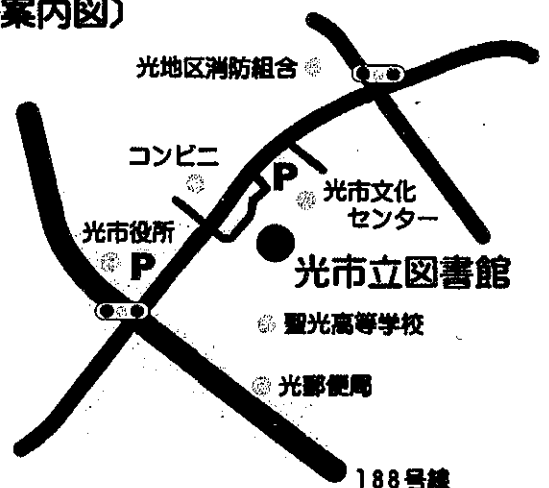 案内図）
光地区消防組合
コンビニ
P
光市文化
センター
光市役所
P
光市立図書館
聖光高等学校
光郵便局
188号線